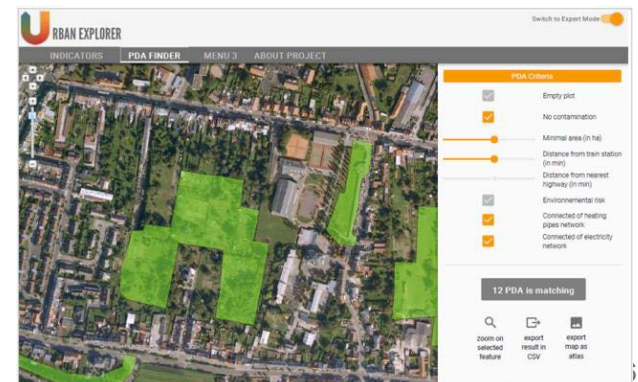 Switch to Expert Mode
URBAN EXPLORER
INDICATORS PDA FINDER MENU 3 ABOUT PROJECT
PDA Criteria
Empty plot
No contamination
Minimal area (in ha)
Distance from train station
(in min)
Distance from nearest
highway (in min)
Environnemental risk
Connected of heating
pipes network
Connected of electricity
network
12 PDA is matching
zoom on
selected
feature
export
result in
CSV
export
map as
atlas